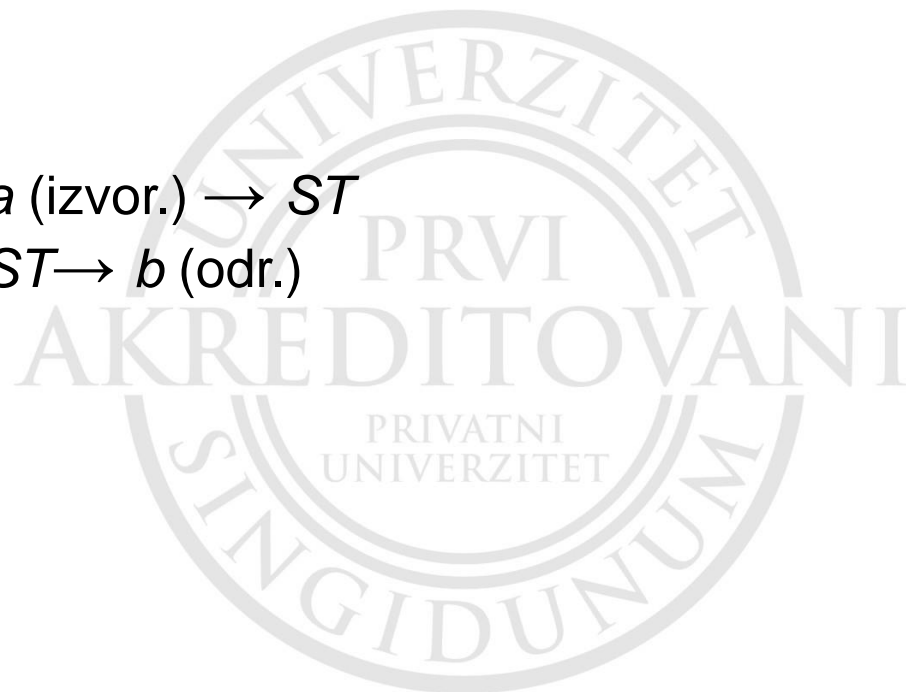 a (izvor.) → ST
ST→ b (odr.)
UNIVERZITET
PRVI
AKREDITOVANI
PRIVATNI
UNIVERZITET
SINGIDUNUM